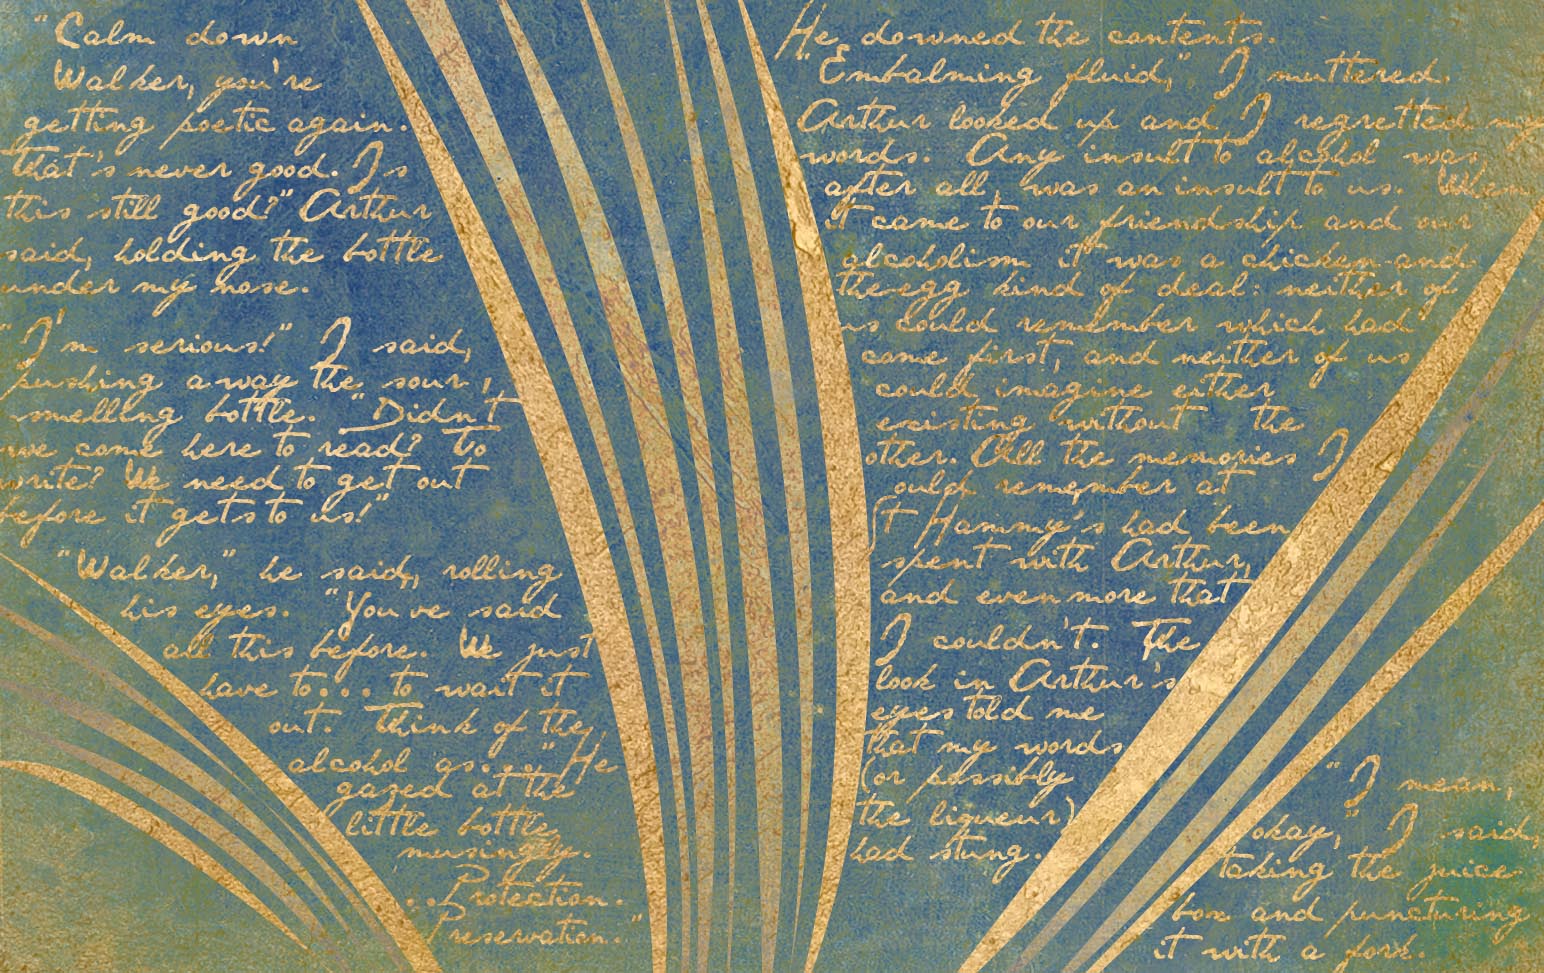 "Calm down
Walker, you're
getting poetic again.
That's never good. Is
this still good?" Arthur
said, holding the bottle
under my nose.
"I'm serious!" I said,
pushing away the sour,
smelling bottle. "Didn't
we come here to read? To
write? We need to get out
before it gets to us!"
"Walker," he said, rolling
his eyes. "You've said
all this before. We just
have to... to wait it
out. Think of the
alcohol as..." He
gazed at the
little bottle
musingly.
"...Protection.
Preservation."
He downed the contents.
"Embalming fluid," I muttered.
Arthur looked up and I regretted my
words. Any insult to alcohol was
after all, was an insult to us. When
it came to our friendship and our
alcoholism it was a chicken-and-
the-egg kind of deal: neither of
us could remember which had
come first, and neither of us
could imagine either
existing without the
other. All the memories I
could remember at
St Hammy's had been
spent with Arthur,
and even more that
I couldn't. The
look in Arthur's
eyes told me
that my words
(or possibly
the liqueur)
had stung.
"I mean,
okay," I said,
taking the juice
box and puncturing
it with a fork.